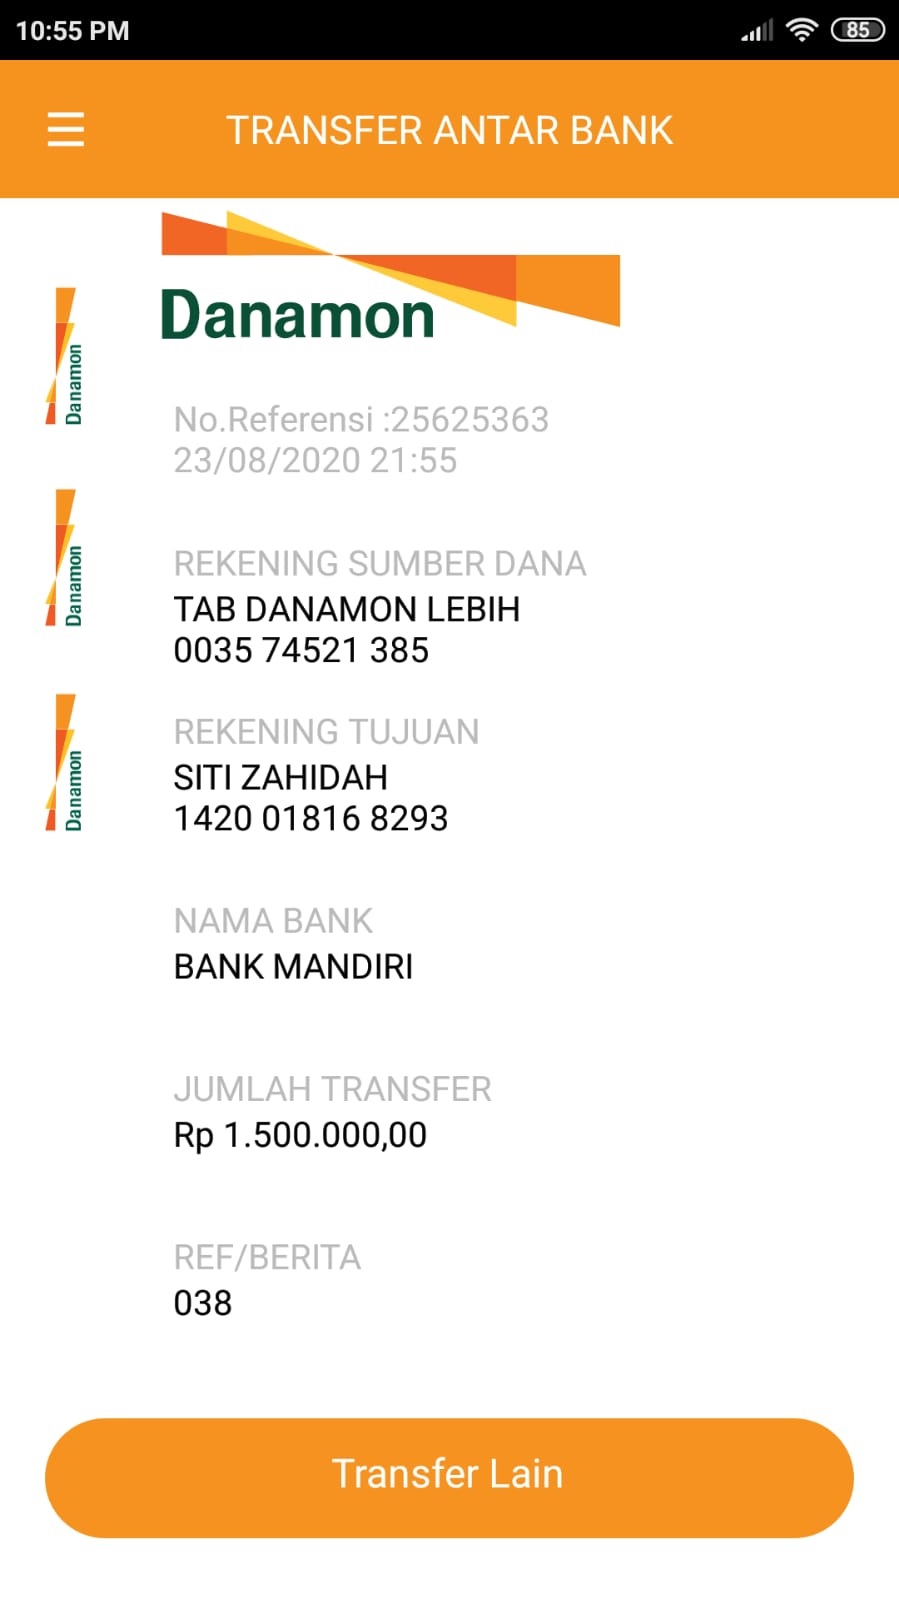 10:55 PM
85
TRANSFER ANTAR BANK
Danamon
Danamon
Danamon
Danamon
No.Referensi :25625363
23/08/2020 21:55
REKENING SUMBER DANA
TAB DANAMON LEBIH
0035 74521 385
REKENING TUJUAN
SITI ZAHIDAH
1420 01816 8293
NAMA BANK
BANK MANDIRI
JUMLAH TRANSFER
Rp 1.500.000,00
REF/BERITA
038
Transfer Lain